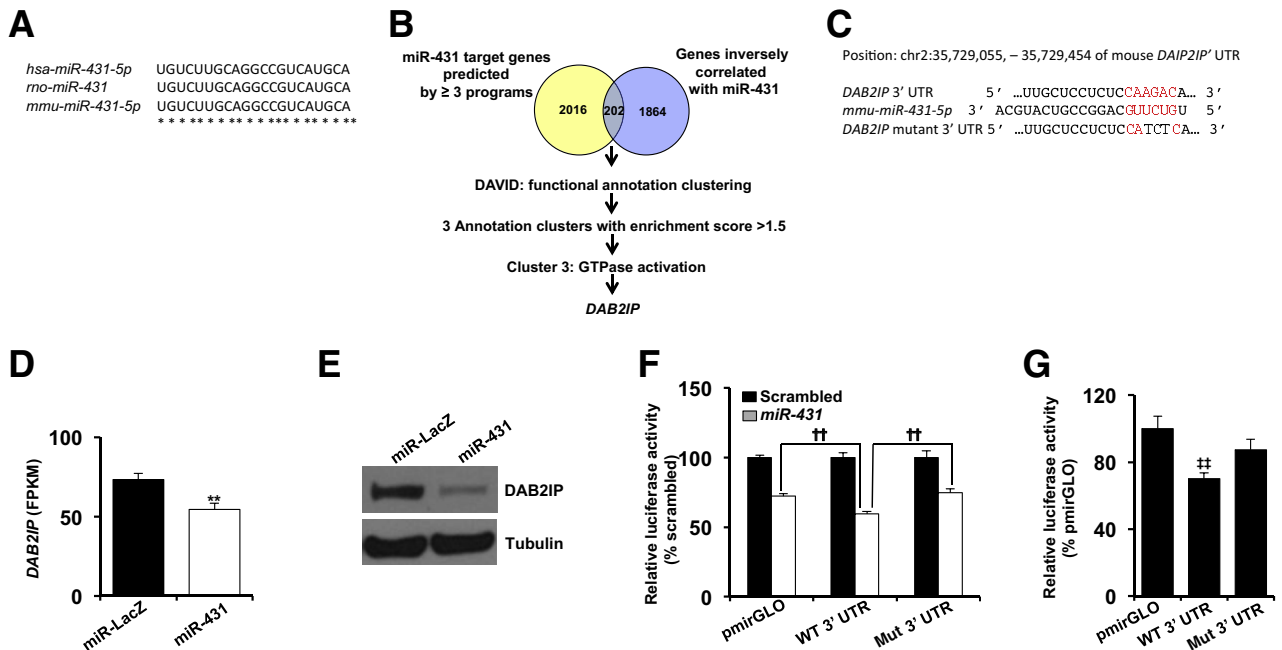 A
hsa-miR-431-5p UGUCUUGCAGGCCGUCAUGCA
rno-miR-431 UGUCUUGCAGGCCGUCAUGCA
mmu-miR-431-5p UGUCUUGCAGGCCGUCAUGCA
*********************
B
miR-431 target genes
predicted
by ≥ 3 programs
Genes inversely
correlated
with miR-431
2016
202
1864
DAVID: functional annotation clustering
3 Annotation clusters with enrichment score >1.5
Cluster 3: GTPase activation
DAB2IP
C
Position: chr2:35,729,055, – 35,729,454 of mouse DAIP2IP' UTR
DAB2IP 3' UTR 5' …UUGCUCCUCUCCAAGACA… 3'
mmu-miR-431-5p 3' ACGUACUGCCGGACGUUCUGU 5'
DAB2IP mutant 3' UTR 5' …UUGCUCCUCUCCATCTCA… 3'
D
DAB2IP (FPKM)
100
50
0
**
miR-LacZ
miR-431
E
miR-LacZ
miR-431
DAB2IP
Tubulin
F
Relative luciferase activity
(% scrambled)
150
100
50
0
Scrambled
miR-431
††
††
pmirGLO
WT 3' UTR
Mut 3' UTR
G
Relative luciferase activity
(% pmirGLO)
120
80
40
0
‡‡
pmirGLO
WT 3' UTR
Mut 3' UTR